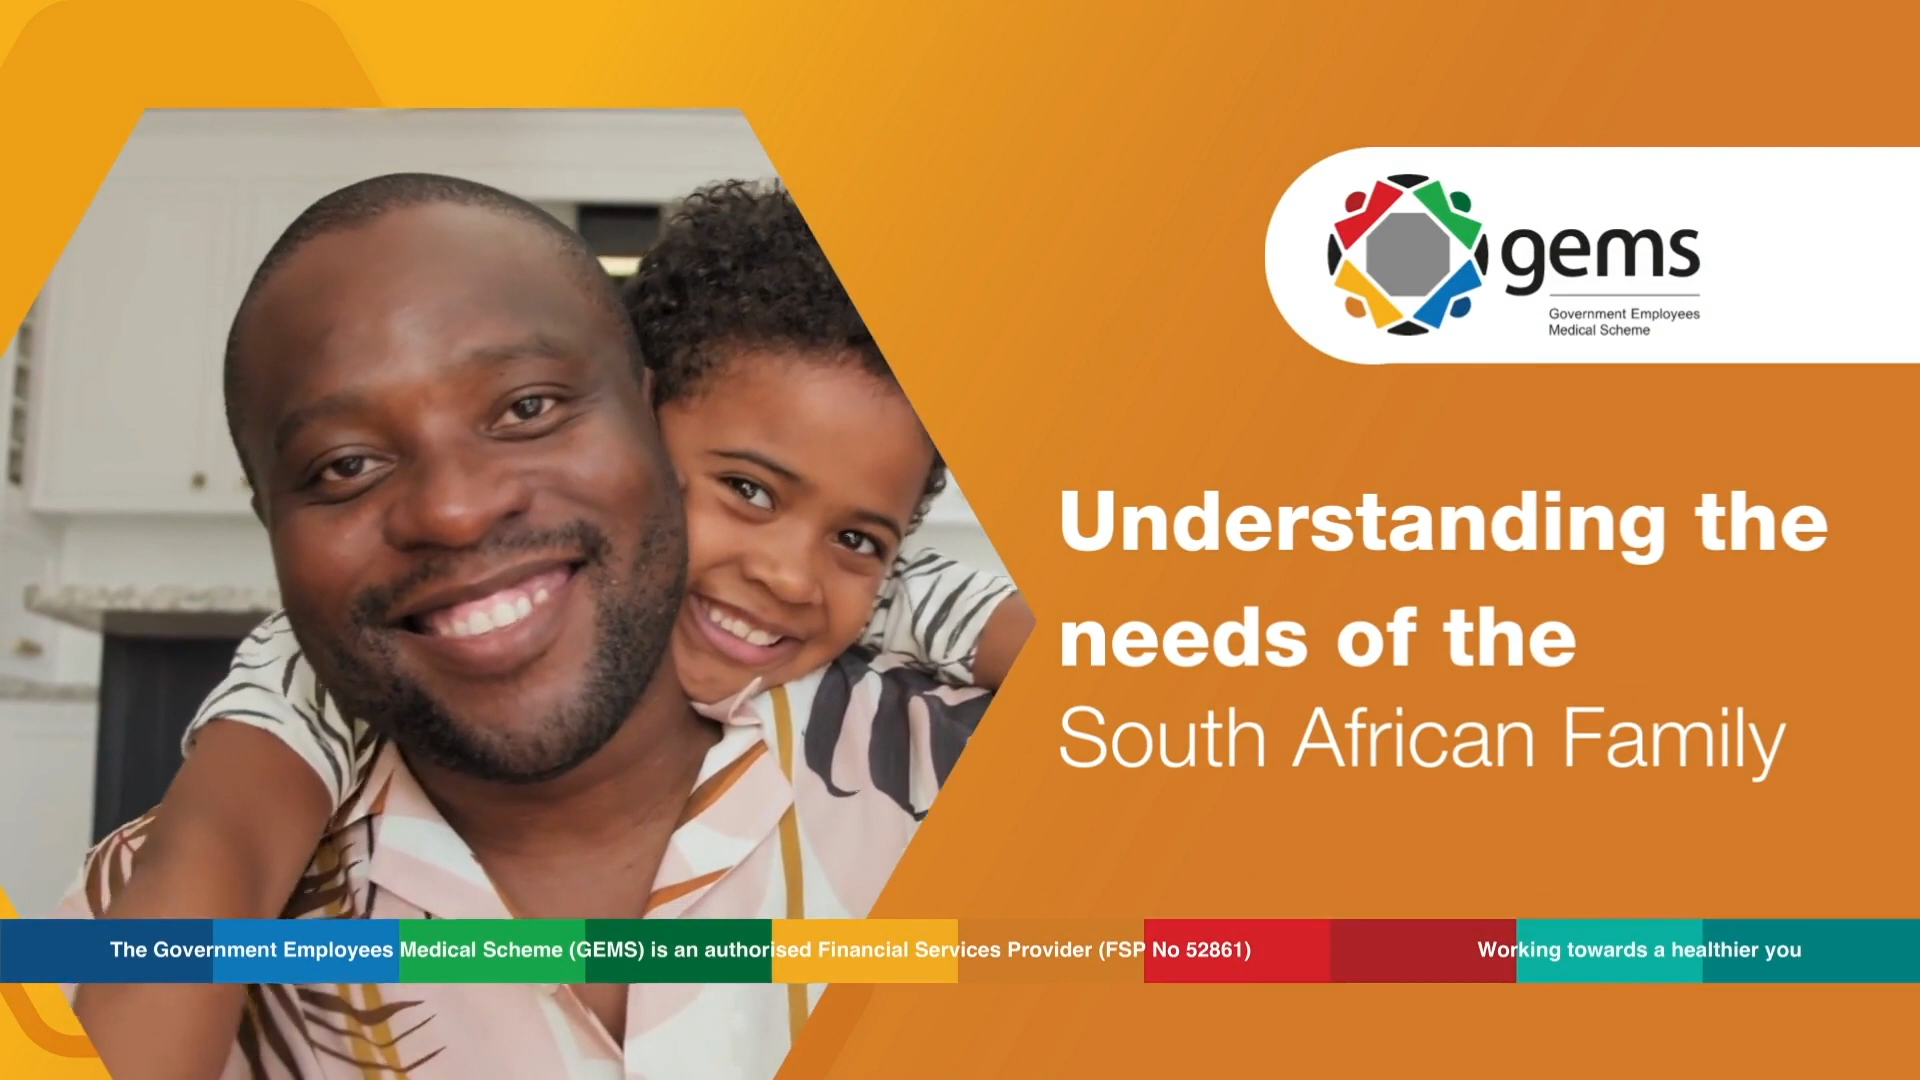 gems
Government Employees
Medical Scheme
Understanding the
needs of the
South African Family
The Government Employees Medical Scheme (GEMS) is an authorised Financial Services Provider (FSP No 52861)
Working towards a healthier you